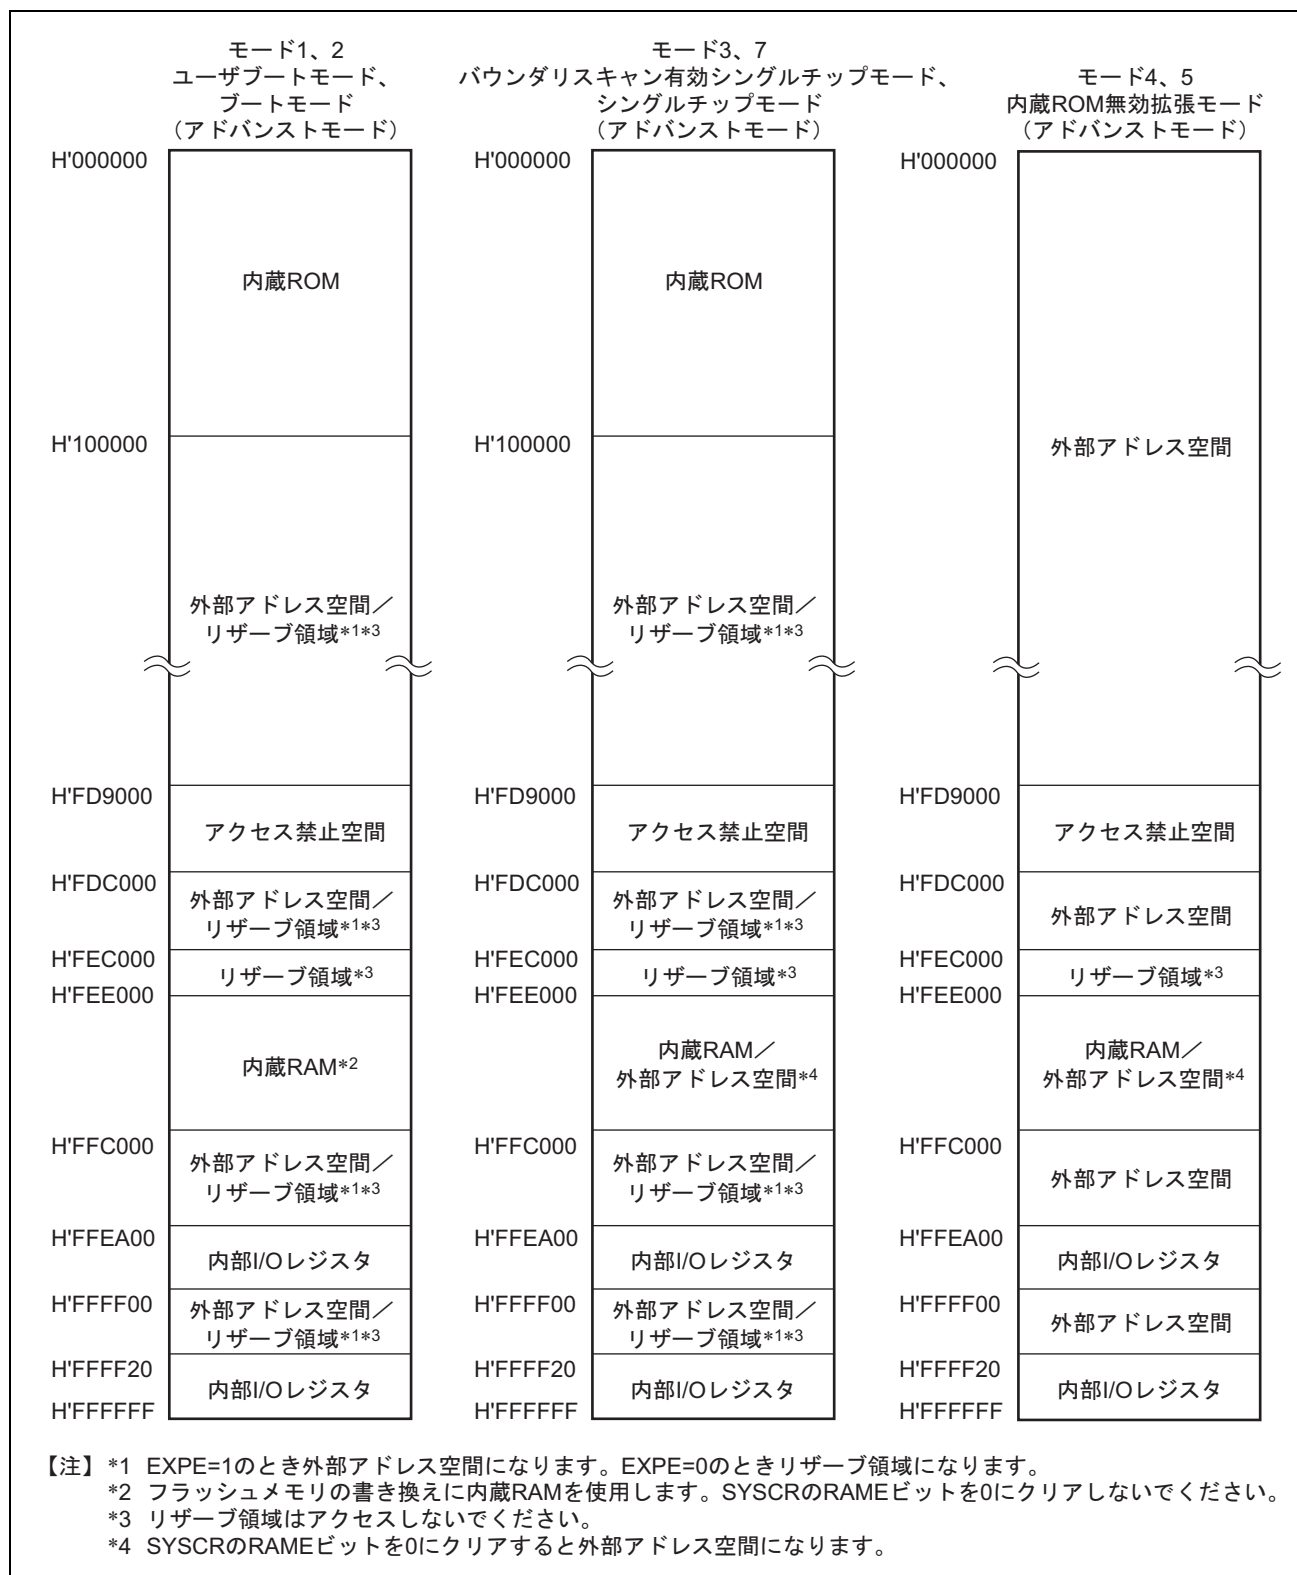 モード1、2
ユーザブートモード、
ブートモード
（アドバンストモード）
H'000000
内蔵ROM
H'100000
外部アドレス空間／
リザーブ領域*1*3
H'FD9000
アクセス禁止空間
H'FDC000
外部アドレス空間／
リザーブ領域*1*3
H'FEC000
リザーブ領域*3
H'FEE000
内蔵RAM*2
H'FFC000
外部アドレス空間／
リザーブ領域*1*3
H'FFEA00
内部I/Oレジスタ
H'FFFF00
外部アドレス空間／
リザーブ領域*1*3
H'FFFF20
内部I/Oレジスタ
H'FFFFFF
モード3、7
バウンダリスキャン有効シングルチップモード、
シングルチップモード
（アドバンストモード）
H'000000
内蔵ROM
H'100000
外部アドレス空間／
リザーブ領域*1*3
H'FD9000
アクセス禁止空間
H'FDC000
外部アドレス空間／
リザーブ領域*1*3
H'FEC000
リザーブ領域*3
H'FEE000
内蔵RAM／
外部アドレス空間*4
H'FFC000
外部アドレス空間／
リザーブ領域*1*3
H'FFEA00
内部I/Oレジスタ
H'FFFF00
外部アドレス空間／
リザーブ領域*1*3
H'FFFF20
内部I/Oレジスタ
H'FFFFFF
モード4、5
内蔵ROM無効拡張モード
（アドバンストモード）
H'000000
外部アドレス空間
H'FD9000
アクセス禁止空間
H'FDC000
外部アドレス空間
H'FEC000
リザーブ領域*3
H'FEE000
内蔵RAM／
外部アドレス空間*4
H'FFC000
外部アドレス空間
H'FFEA00
内部I/Oレジスタ
H'FFFF00
外部アドレス空間
H'FFFF20
内部I/Oレジスタ
H'FFFFFF
【注】*1 EXPE=1のとき外部アドレス空間になります。EXPE=0のときリザーブ領域になります。
*2 フラッシュメモリの書き換えに内蔵RAMを使用します。SYSCRのRAMEビットを0にクリアしないでください。
*3 リザーブ領域はアクセスしないでください。
*4 SYSCRのRAMEビットを0にクリアすると外部アドレス空間になります。